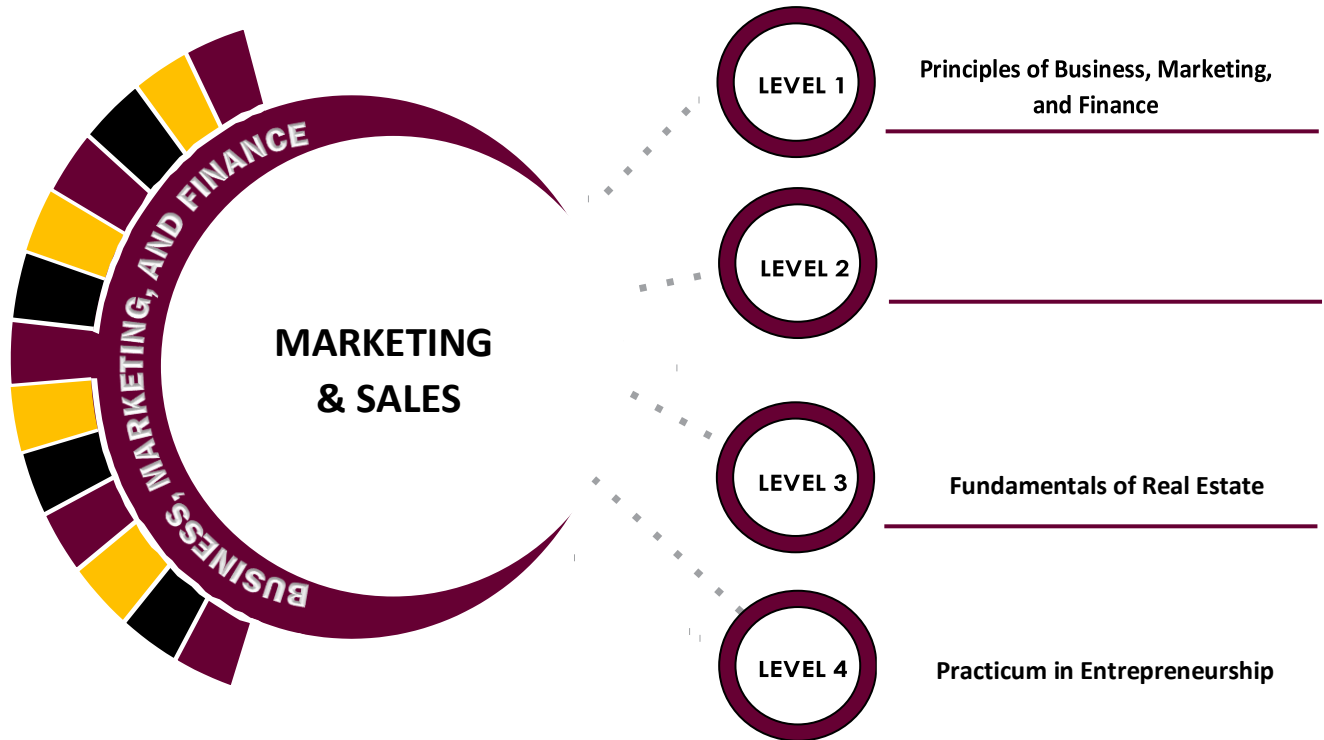 BUSINESS, MARKETING, AND FINANCE
MARKETING
& SALES
LEVEL 1
Principles of Business, Marketing,
and Finance
LEVEL 2
LEVEL 3
Fundamentals of Real Estate
LEVEL 4
Practicum in Entrepreneurship